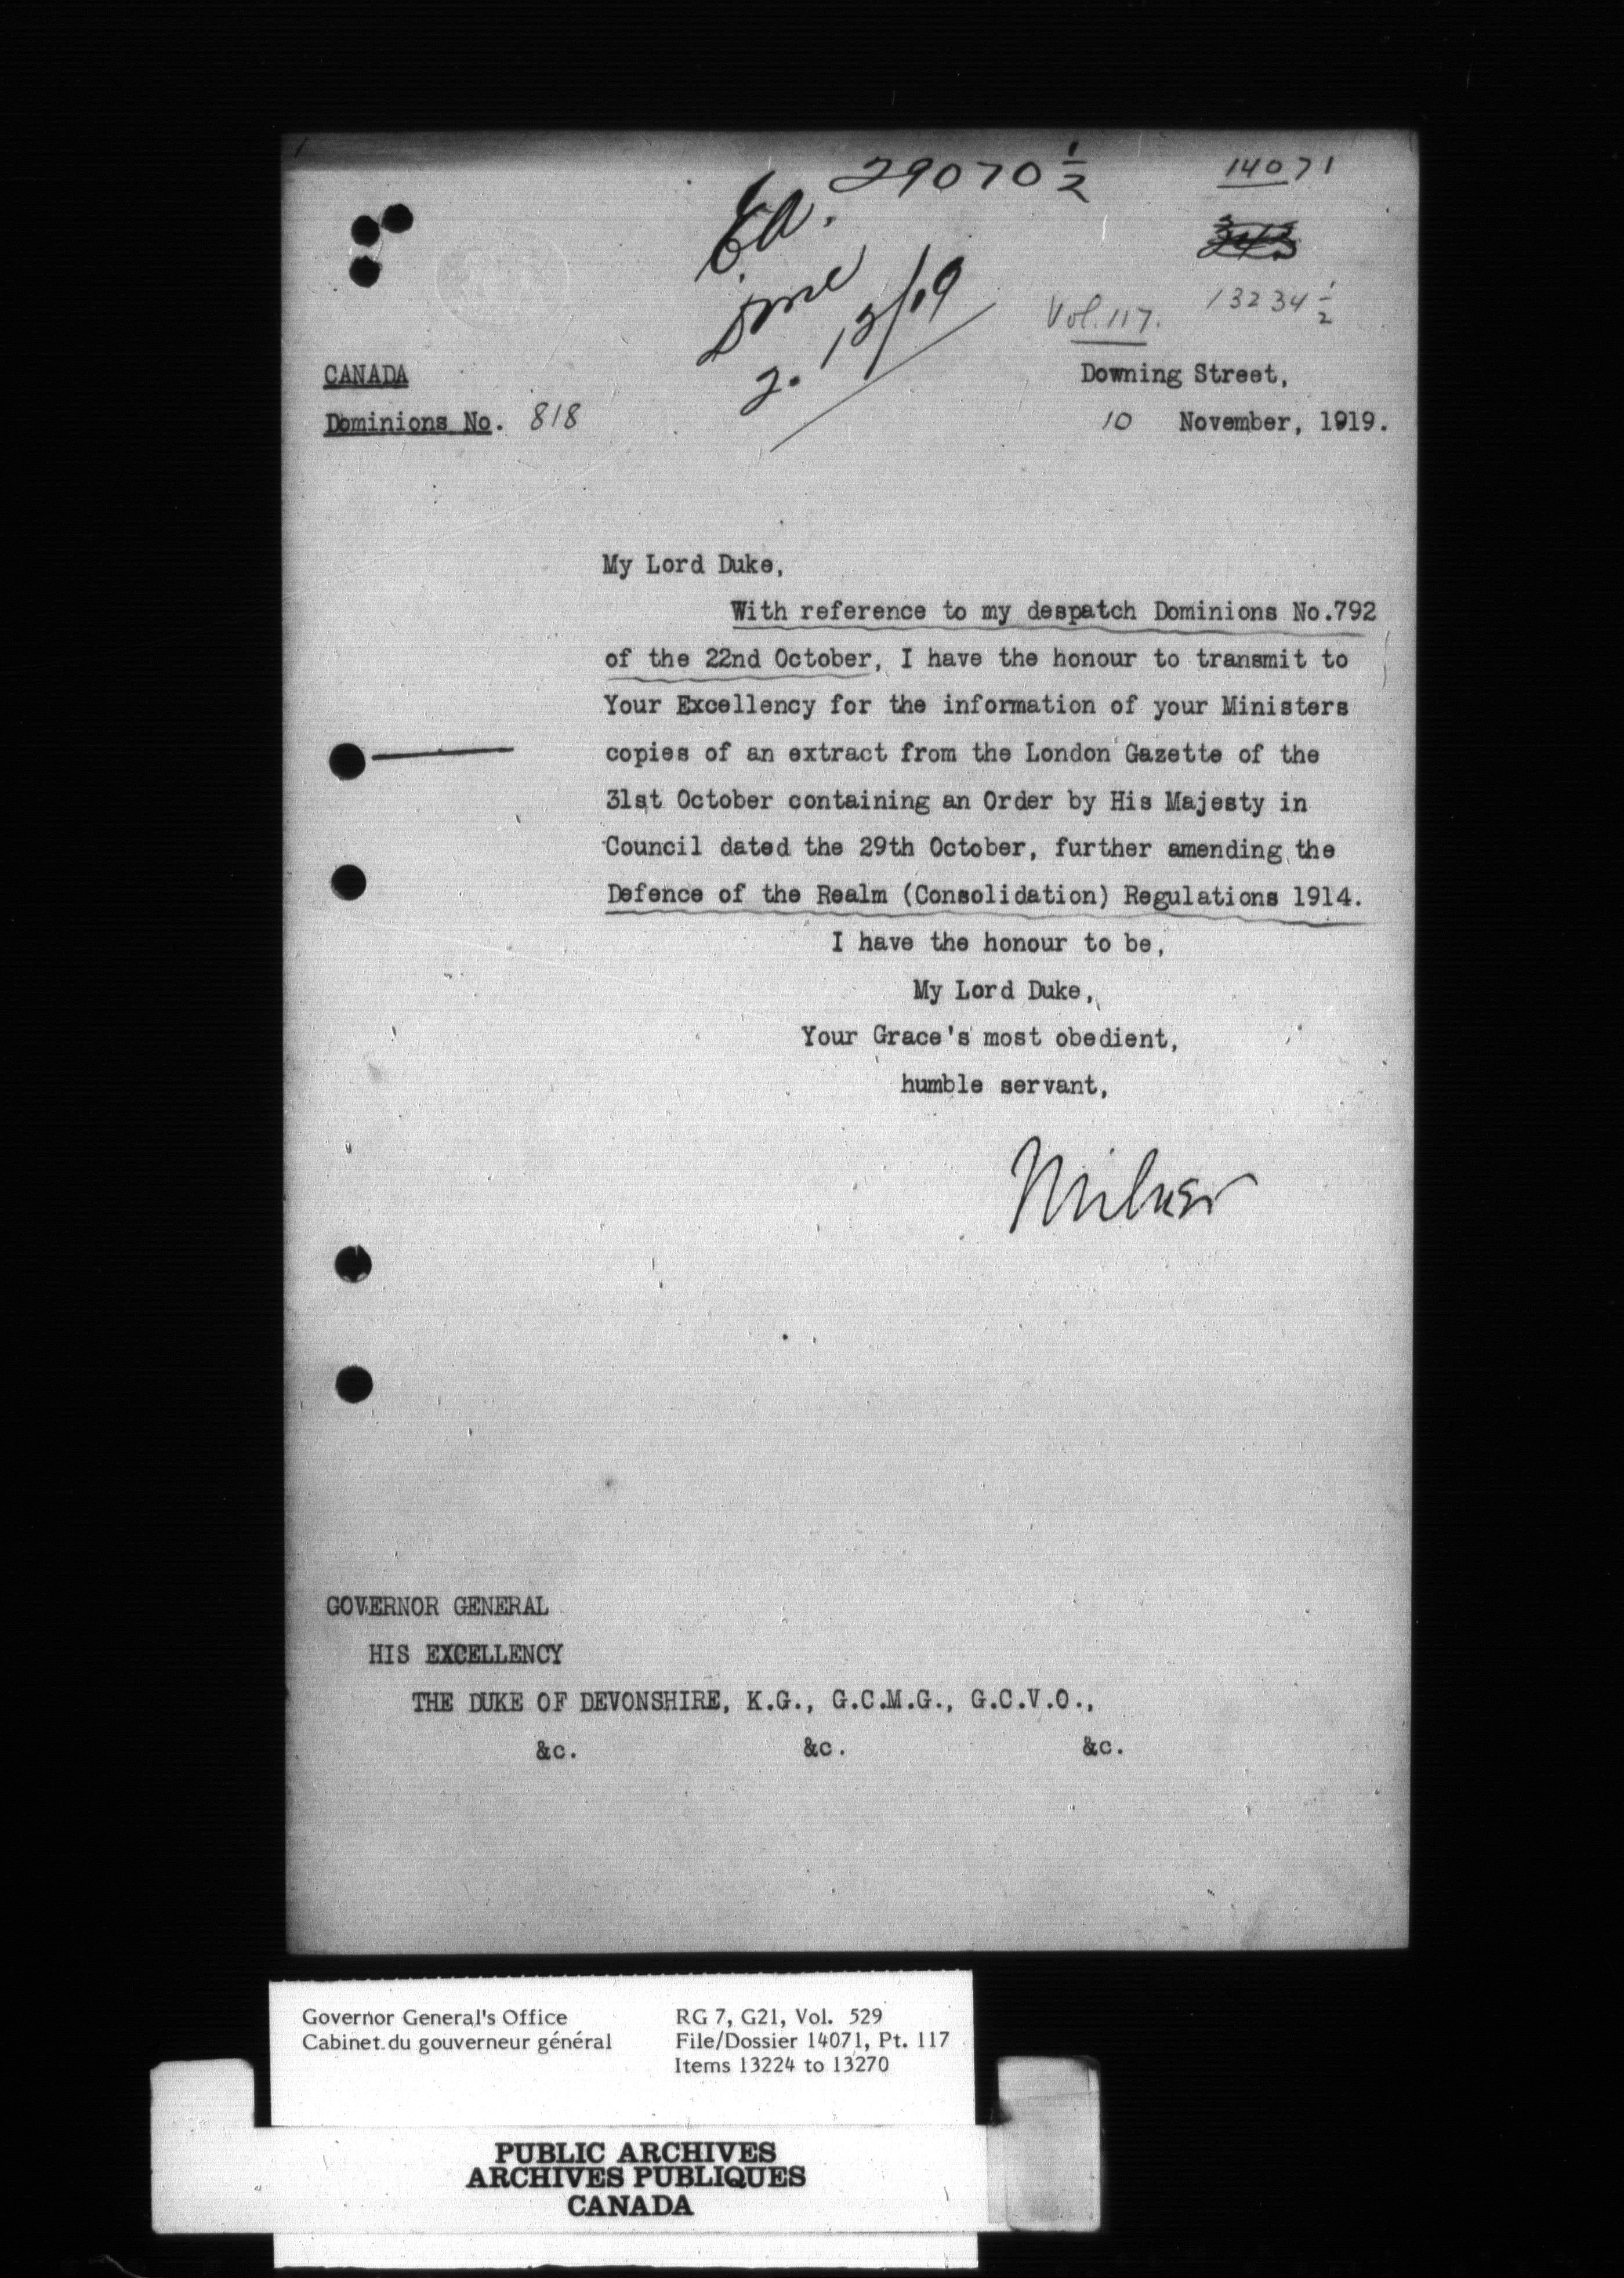 29070 1/2
14071
Vol. 117.
13234 1/2
CANADA
Downing Street,
Dominions No. 818
10 November, 1919.
My Lord Duke,
With reference to my despatch Dominions No.792
of the 22nd October, I have the honour to transmit to
Your Excellency for the information of your Ministers
copies of an extract from the London Gazette of the
31st October containing an Order by His Majesty in
Council dated the 29th October, further amending the
Defence of the Realm (Consolidation) Regulations 1914.
I have the honour to be,
My Lord Duke,
Your Grace's most obedient,
humble servant,
Milner
GOVERNOR GENERAL
HIS EXCELLENCY
THE DUKE OF DEVONSHIRE, K.G., G.C.M.G., G.C.V.O.,
&c. &c. &c.
Governor General's Office
Cabinet du gouverneur général
RG 7, G21, Vol. 529
File/Dossier 14071, Pt. 117
Items 13224 to 13270
PUBLIC ARCHIVES
ARCHIVES PUBLIQUES
CANADA